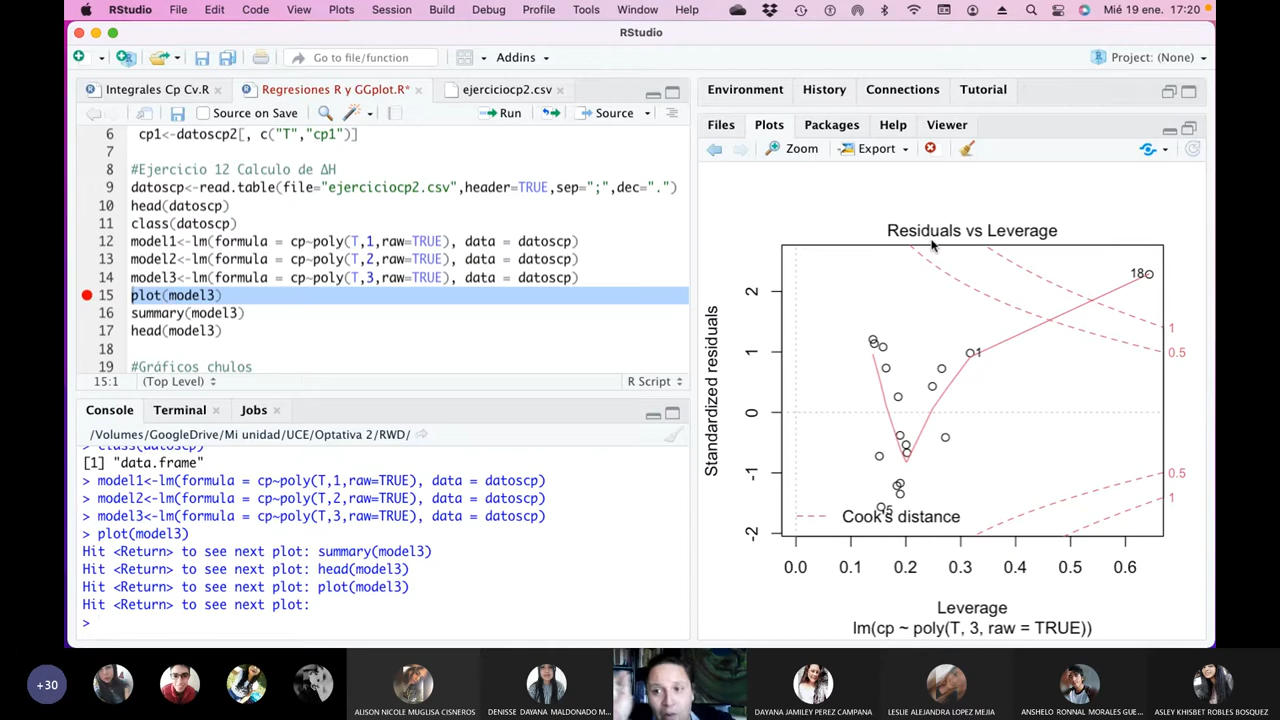 RStudio File Edit Code View Plots Session Build Debug Profile Tools Window Help Mié 19 ene. 17:20
RStudio
Go to file/function Addins Project: (None)
Integrales Cp Cv.R Regresiones R y GGplot.R* ejerciciocp2.csv
Source on Save Run Source
6 cp1<-datoscp2[, c("T","cp1")]
7
8 #Ejercicio 12 Calculo de ΔH
9 datoscp<-read.table(file="ejerciciocp2.csv",header=TRUE,sep=";",dec=".")
10 head(datoscp)
11 class(datoscp)
12 model1<-lm(formula = cp~poly(T,1,raw=TRUE), data = datoscp)
13 model2<-lm(formula = cp~poly(T,2,raw=TRUE), data = datoscp)
14 model3<-lm(formula = cp~poly(T,3,raw=TRUE), data = datoscp)
15 plot(model3)
16 summary(model3)
17 head(model3)
18
19 #Gráficos chulos
15:1 (Top Level) R Script
Console Terminal Jobs
/Volumes/GoogleDrive/Mi unidad/UCE/Optativa 2/RWD/
> class(datoscp)
[1] "data.frame"
> model1<-lm(formula = cp~poly(T,1,raw=TRUE), data = datoscp)
> model2<-lm(formula = cp~poly(T,2,raw=TRUE), data = datoscp)
> model3<-lm(formula = cp~poly(T,3,raw=TRUE), data = datoscp)
> plot(model3)
Hit <Return> to see next plot: summary(model3)
Hit <Return> to see next plot: head(model3)
Hit <Return> to see next plot: plot(model3)
Hit <Return> to see next plot:
>
Environment History Connections Tutorial
Files Plots Packages Help Viewer
Zoom Export
Residuals vs Leverage
Standardized residuals
2
1
0
-1
-2
18
1
5
1
0.5
0.5
1
Cook's distance
0.0 0.1 0.2 0.3 0.4 0.5 0.6
Leverage
lm(cp ~ poly(T, 3, raw = TRUE))
+30
ALISON NICOLE MUGLISA CISNEROS
DENISSE DAYANA MALDONADO M...
DAYANA JAMILEY PEREZ CAMPANA
LESLIE ALEJANDRA LOPEZ MEJIA
ANSHELO RONNAL MORALES GUE...
ASLEY KHISBET ROBLES BOSQUEZ